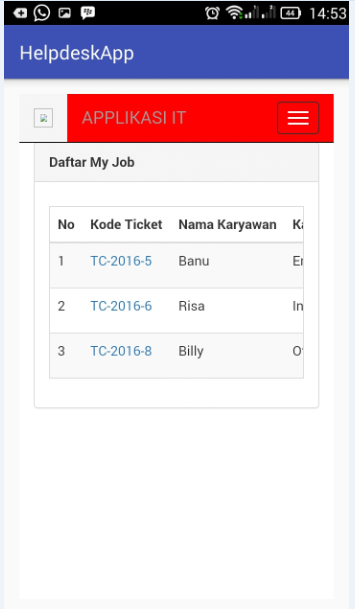 44 14:53
HelpdeskApp
APPLIKASI IT
Daftar My Job
No Kode Ticket Nama Karyawan Ka
1 TC-2016-5 Banu Er
2 TC-2016-6 Risa In
3 TC-2016-8 Billy